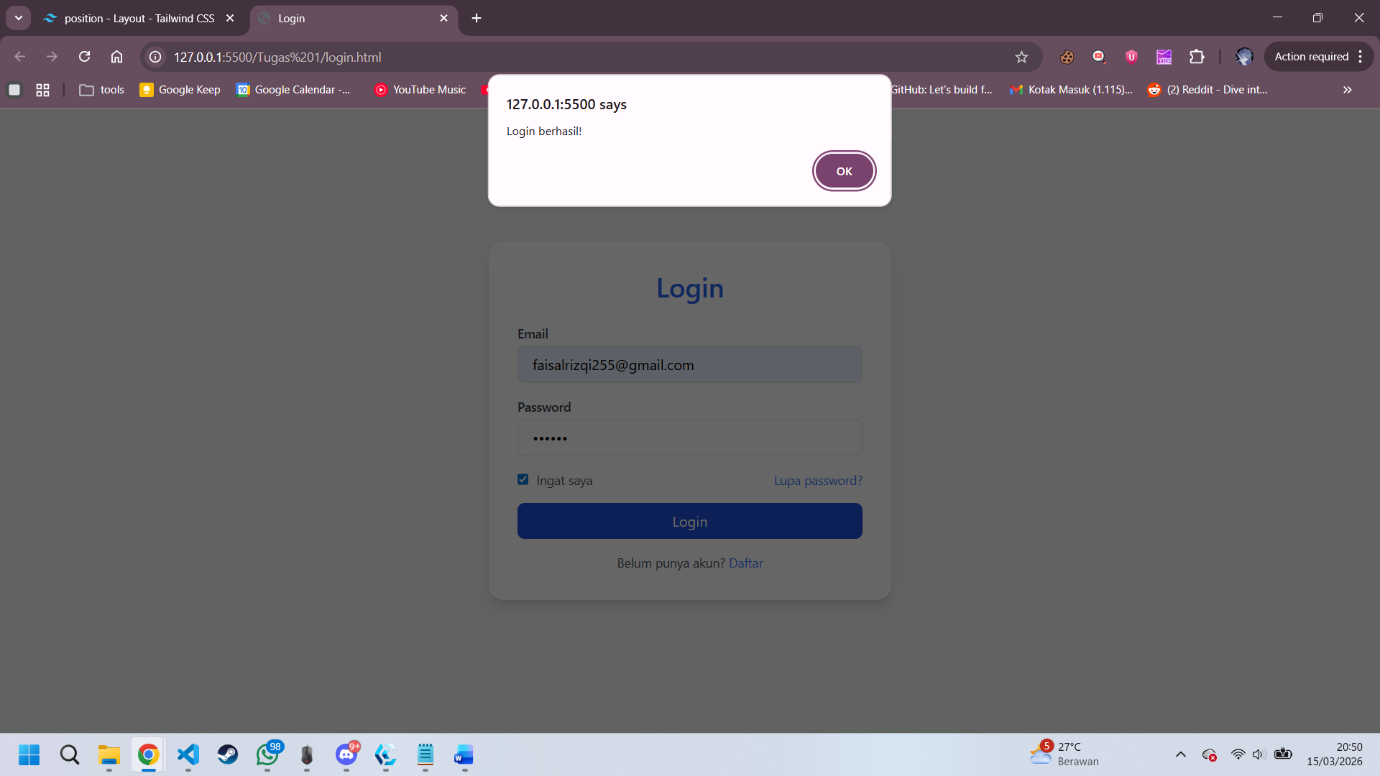 position - Layout - Tailwind CSS
Login
127.0.0.1:5500/Tugas%201/login.html
Action required
tools
Google Keep
Google Calendar -...
YouTube Music
GitHub: Let's build f...
Kotak Masuk (1.115)...
(2) Reddit - Dive int...
127.0.0.1:5500 says
Login berhasil!
OK
Login
Email
faisalrizqi255@gmail.com
Password
Ingat saya
Lupa password?
Login
Belum punya akun? Daftar
98
9+
5
27°C
Berawan
20:50
15/03/2026